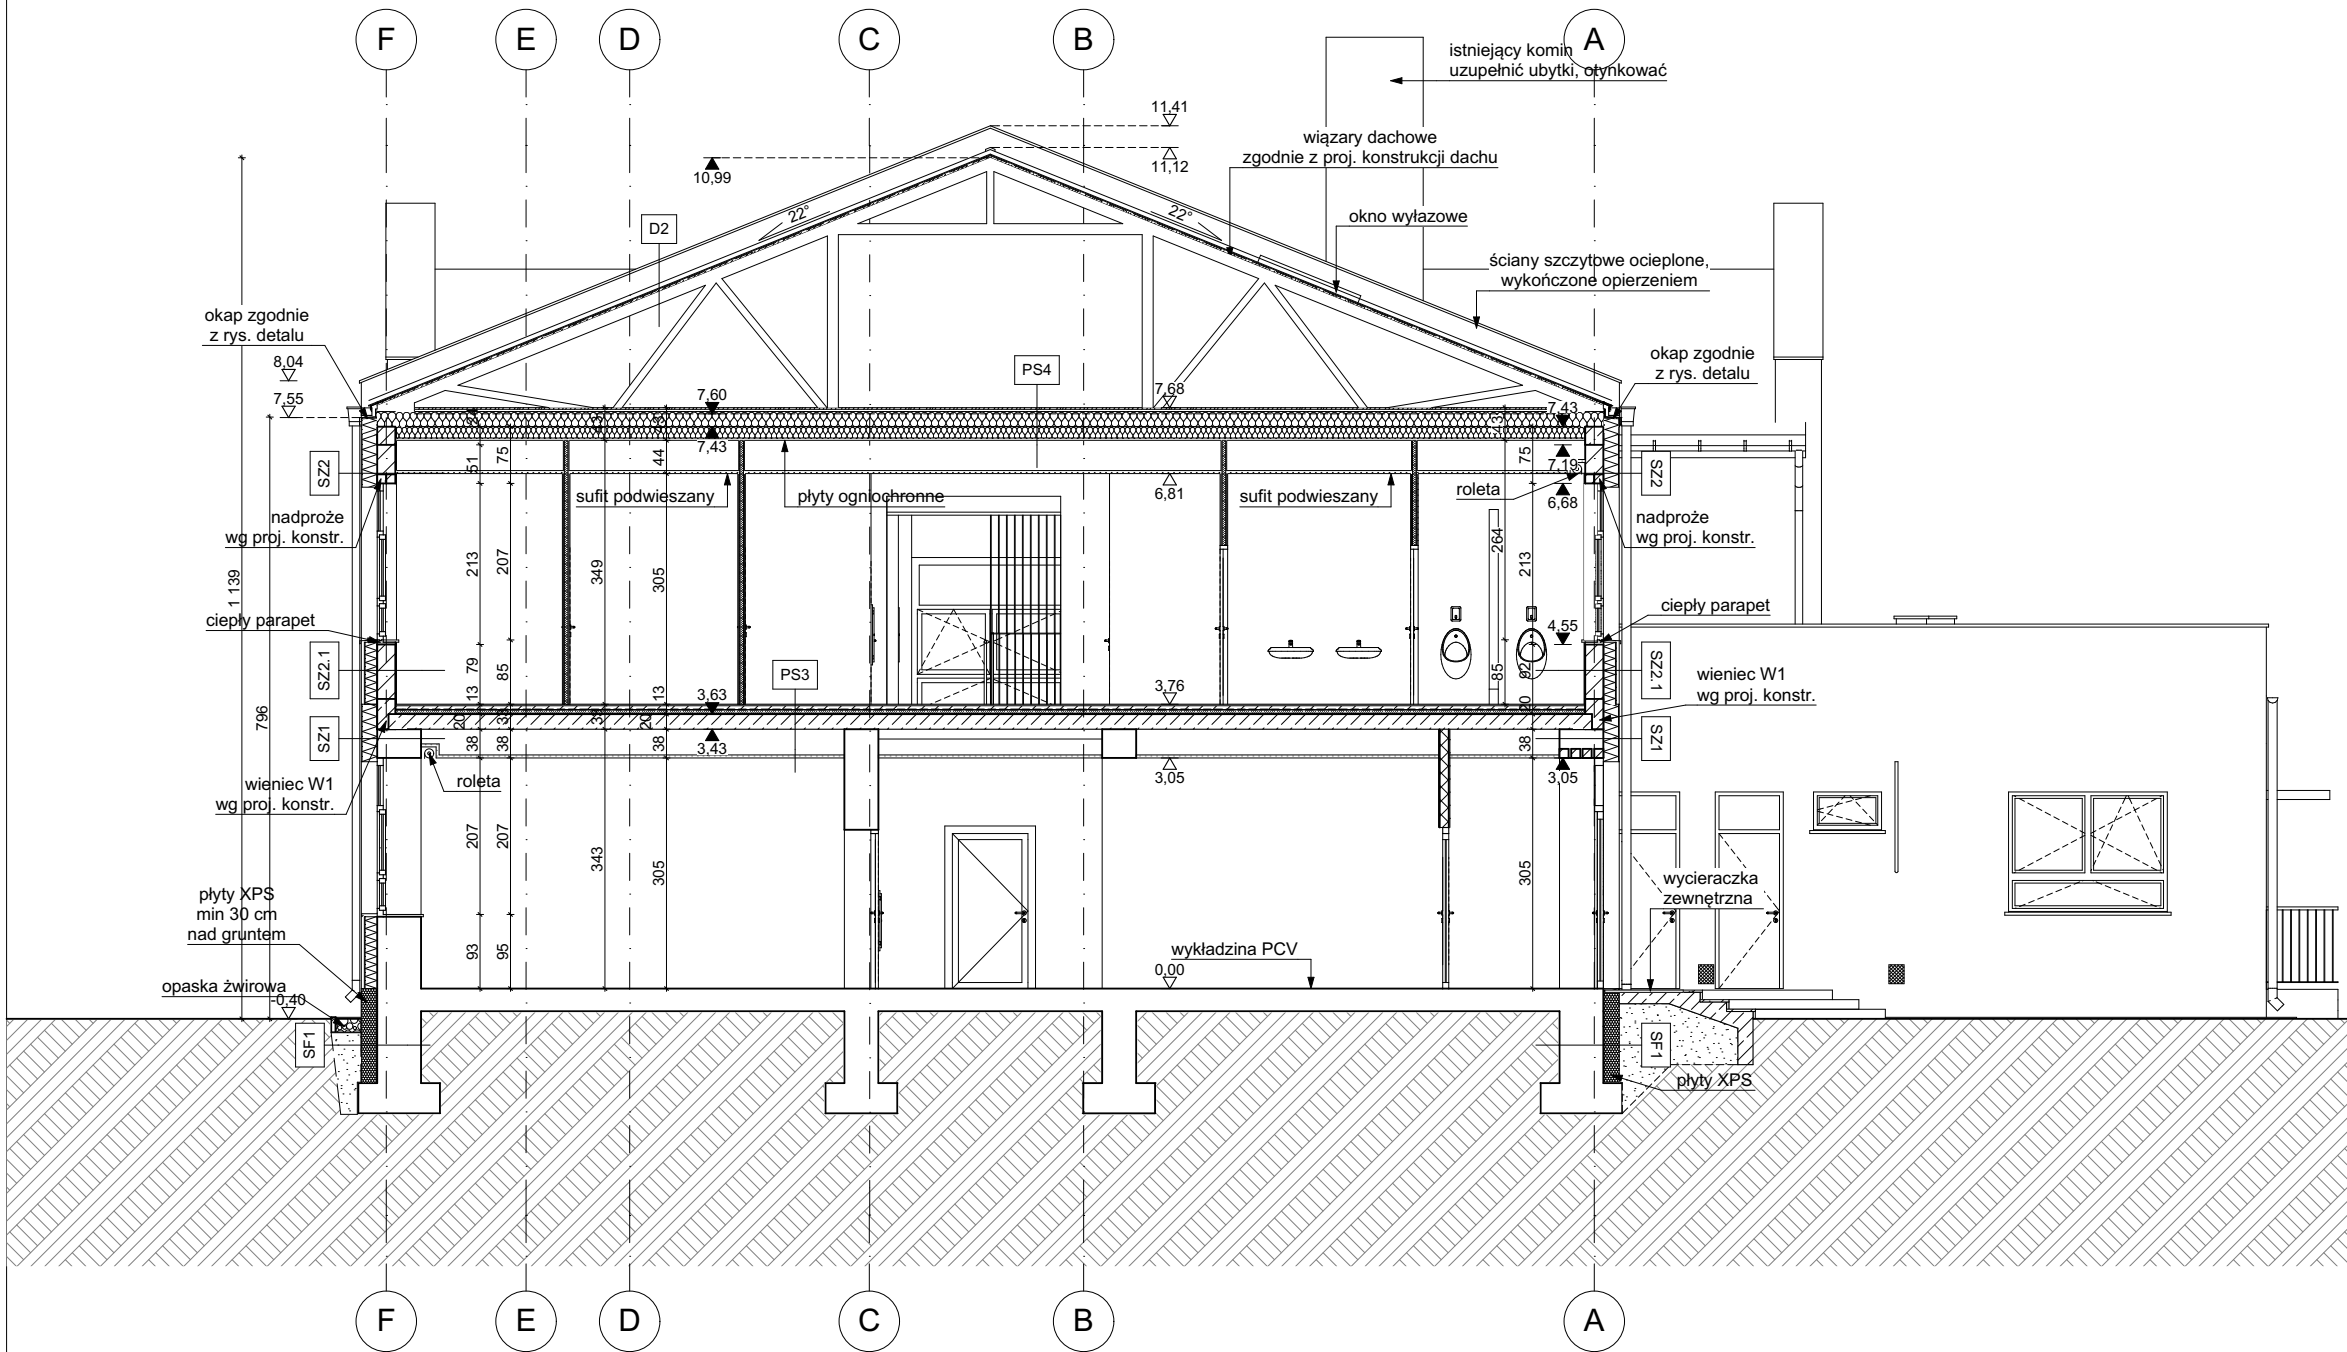 F
E
D
C
B
A
istniejący komin
uzupełnić ubytki, otynkować
11,41
wiązary dachowe
zgodnie z proj. konstrukcji dachu
11,12
10,99
22°
22°
okno wyłazowe
D2
ściany szczytowe ocieplone,
wykończone opierzeniem
okap zgodnie
z rys. detalu
8,04
7,55
okap zgodnie
z rys. detalu
PS4
7,60
7,68
7,43
24
43
43
43
7,43
51
75
44
75
7,19
SZ2
SZ2
sufit podwieszany
płyty ogniochronne
6,81
sufit podwieszany
roleta
6,68
nadproże
wg proj. konstr.
nadproże
wg proj. konstr.
264
213
207
349
305
213
1 139
ciepły parapet
ciepły parapet
4,55
SZ2.1
79
85
PS3
85
92
SZ2.1
wieniec W1
wg proj. konstr.
13
13
3,63
3,76
796
20
33
33
20
20
SZ1
38
38
38
3,43
38
SZ1
3,05
3,05
wieniec W1
wg proj. konstr.
roleta
207
207
343
305
305
płyty XPS
min 30 cm
nad gruntem
wycieraczka
zewnętrzna
93
95
wykładzina PCV
0,00
opaska żwirowa
-0,40
SF1
SF1
płyty XPS
F
E
D
C
B
A